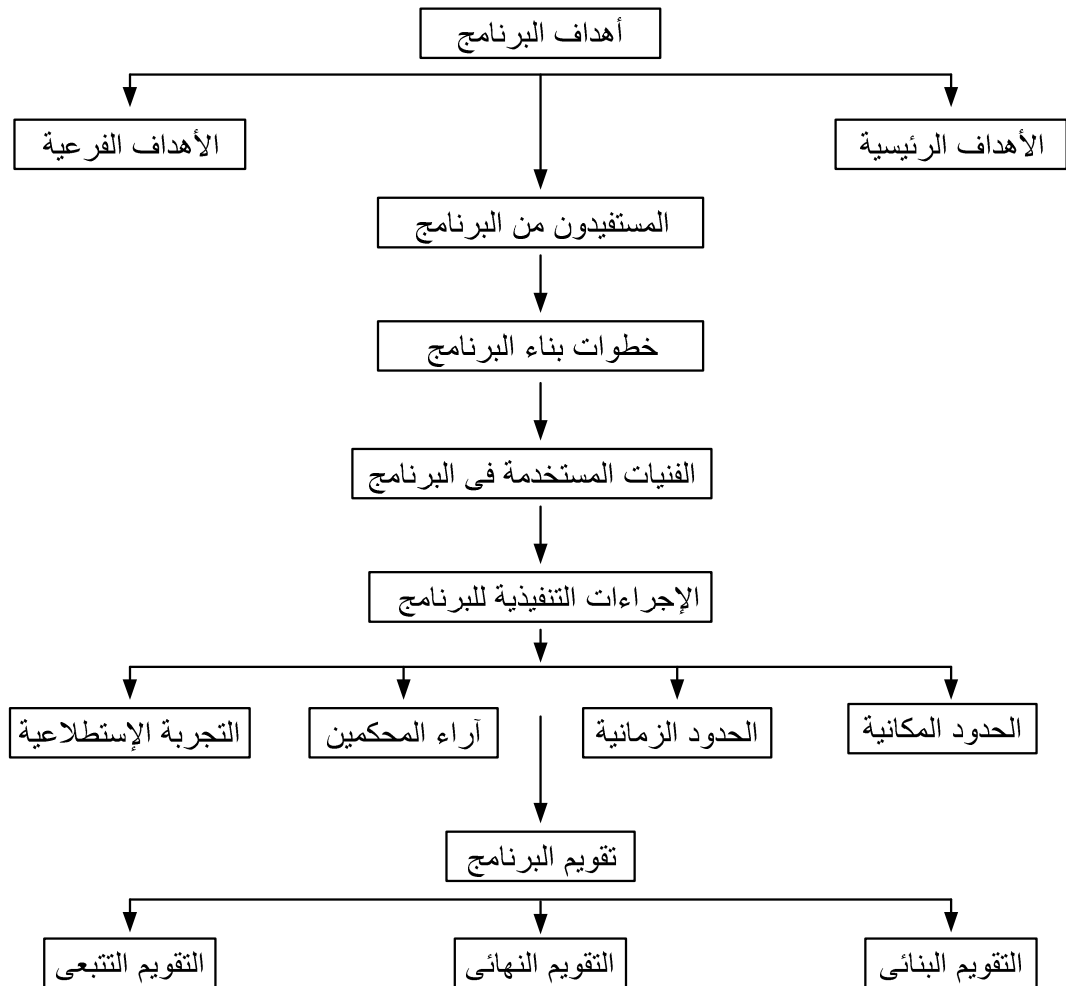 أهداف البرنامج
الأهداف الرئيسية
الأهداف الفرعية
المستفيدون من البرنامج
خطوات بناء البرنامج
الفنيات المستخدمة فى البرنامج
الإجراءات التنفيذية للبرنامج
الحدود المكانية
الحدود الزمانية
آراء المحكمين
التجربة الإستطلاعية
تقويم البرنامج
التقويم البنائى
التقويم النهائى
التقويم التتبعى